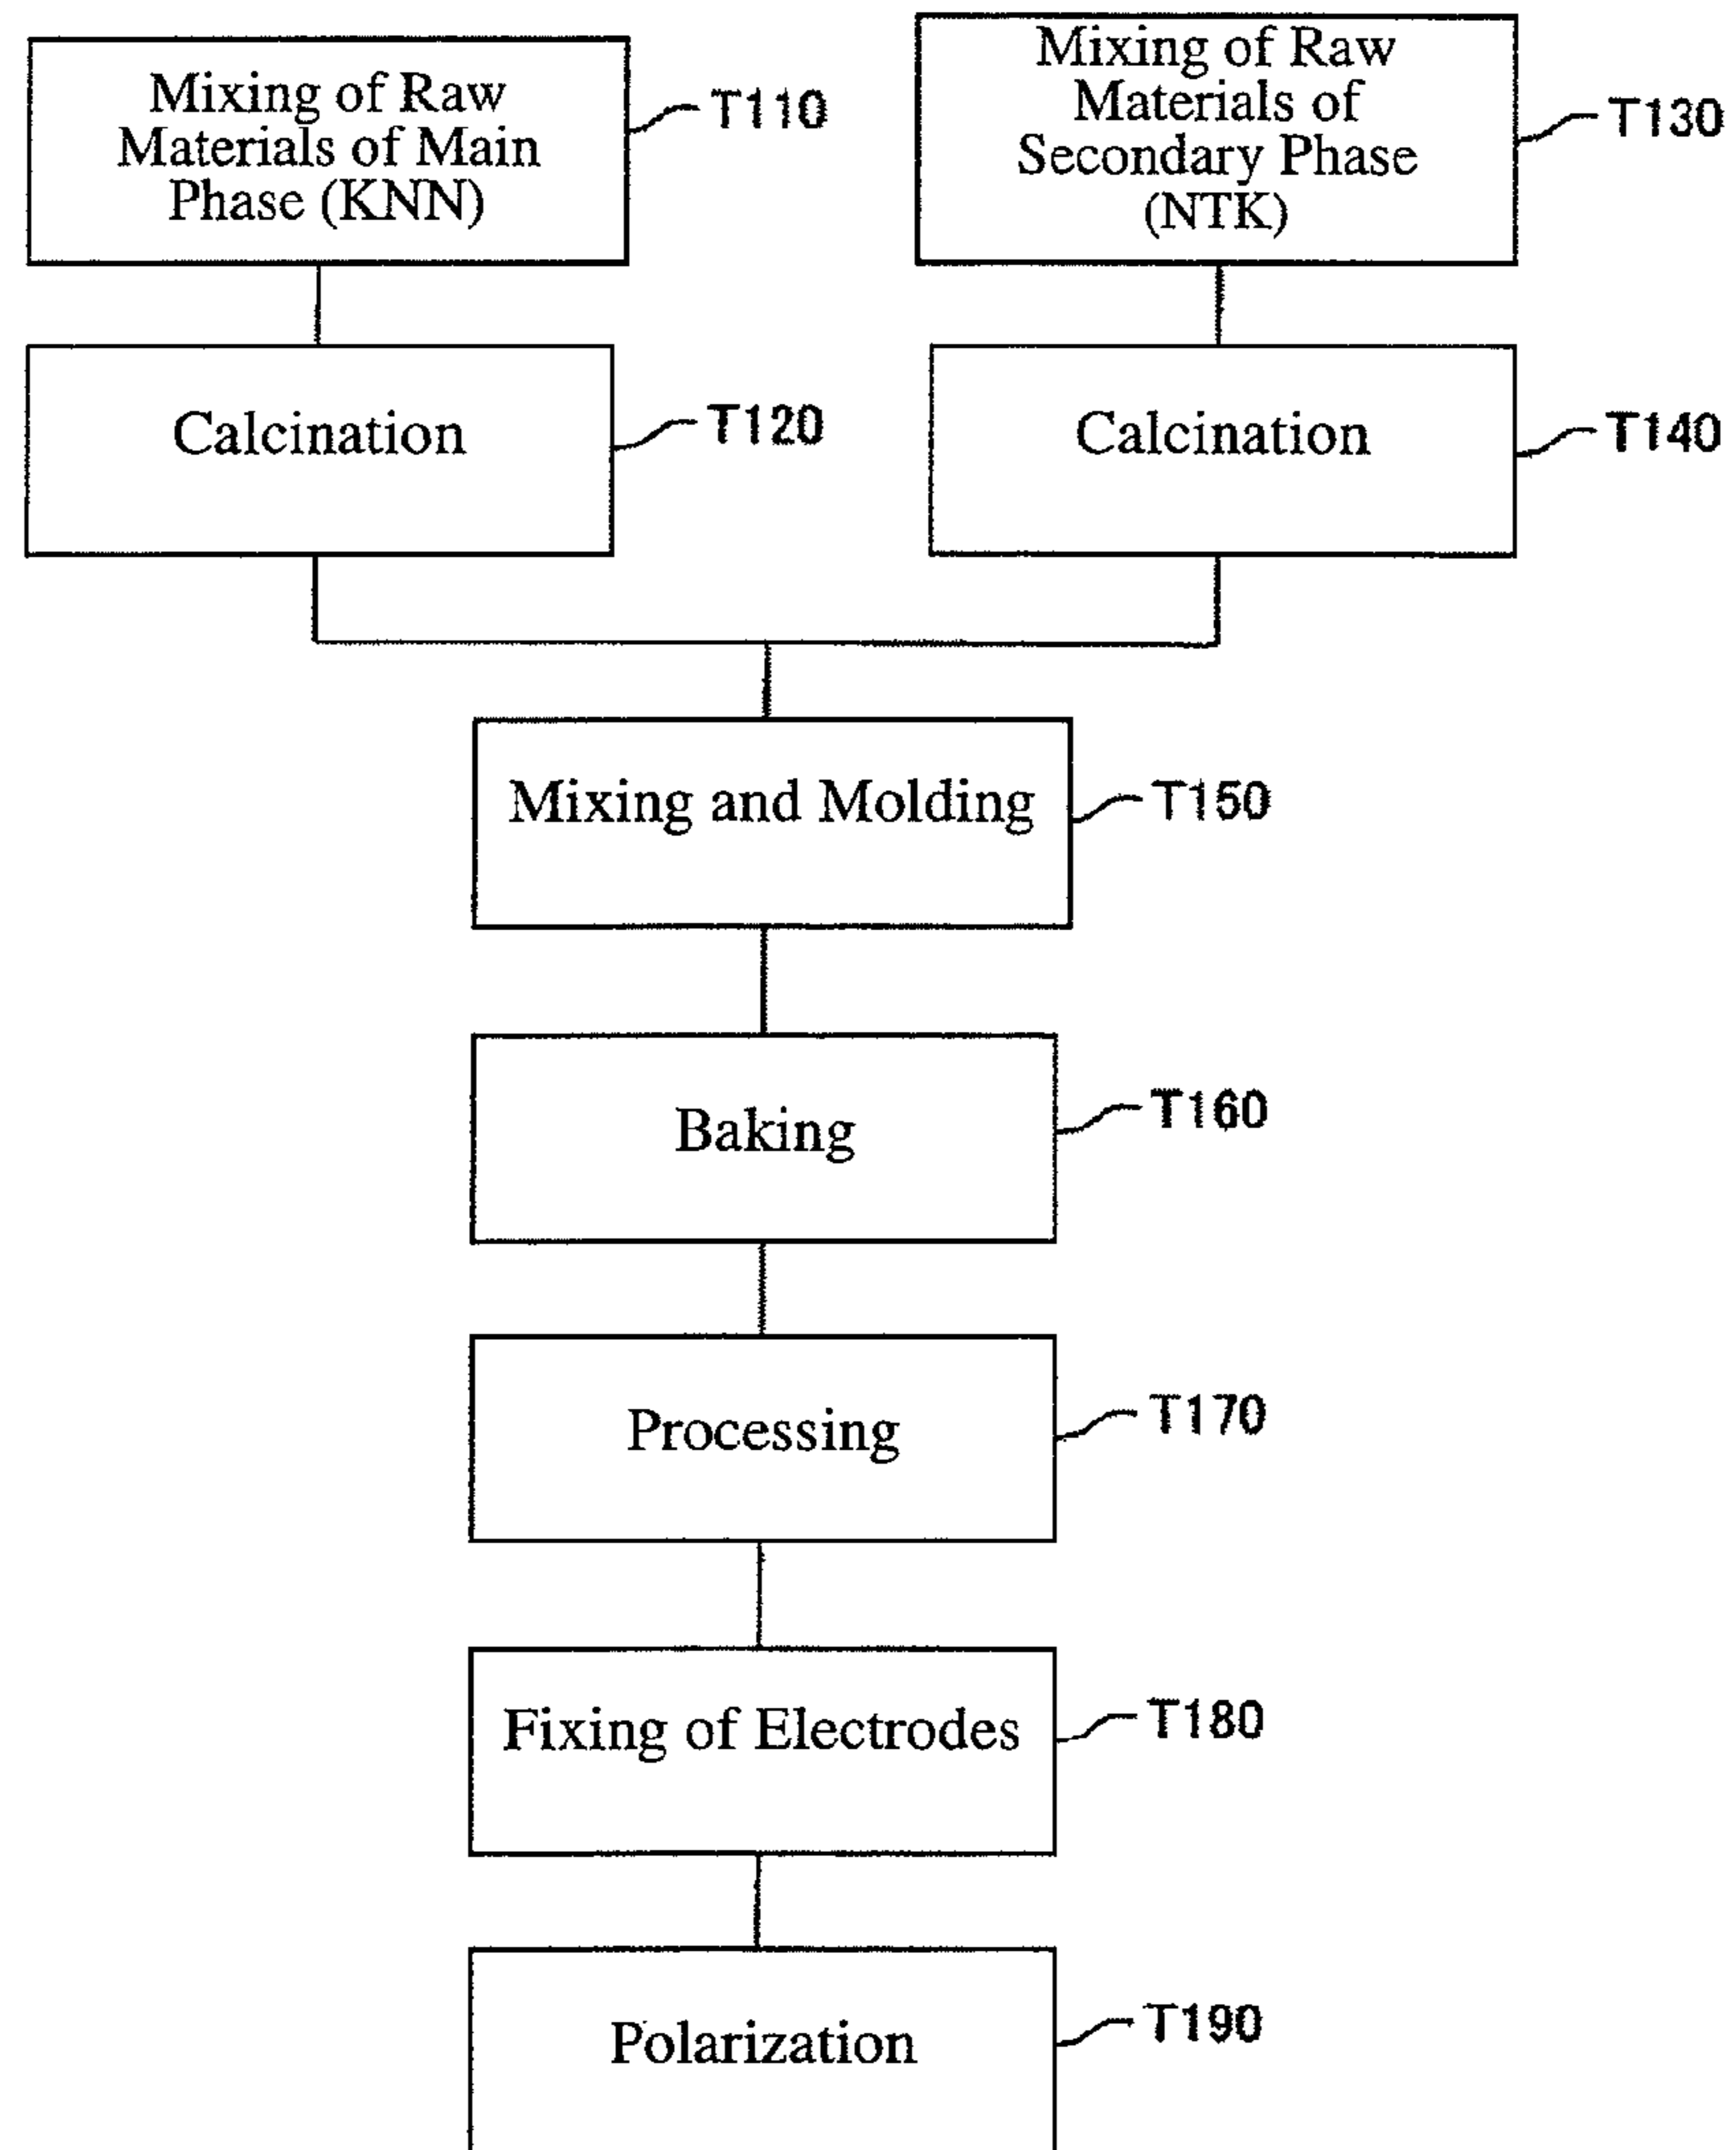 Mixing of Raw
Materials of Main
Phase (KNN)
T110
Mixing of Raw
Materials of
Secondary Phase
(NTK)
T130
Calcination
T120
Calcination
T140
Mixing and Molding
T150
Baking
T160
Processing
T170
Fixing of Electrodes
T180
Polarization
T190